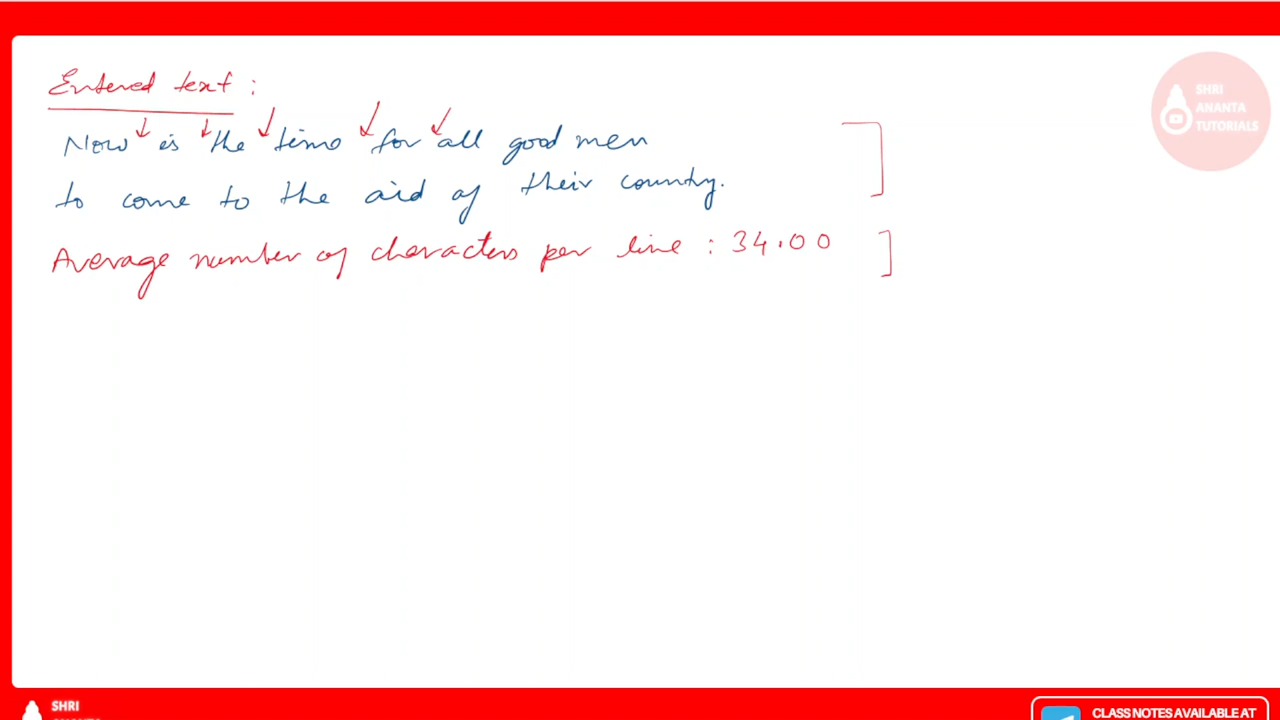 Entered text :
Now is the time for all good men
to come to the aid of their country.
Average number of characters per line : 34.00
SHRI
ANANTA
TUTORIALS
SHRI
CLASS NOTES AVAILABLE AT